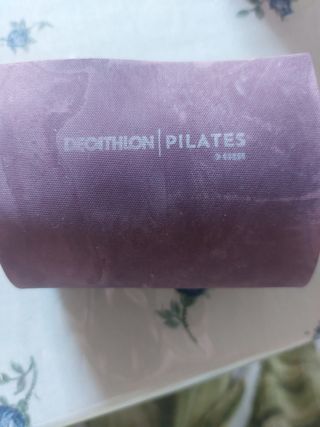 DECATHLON | PILATES